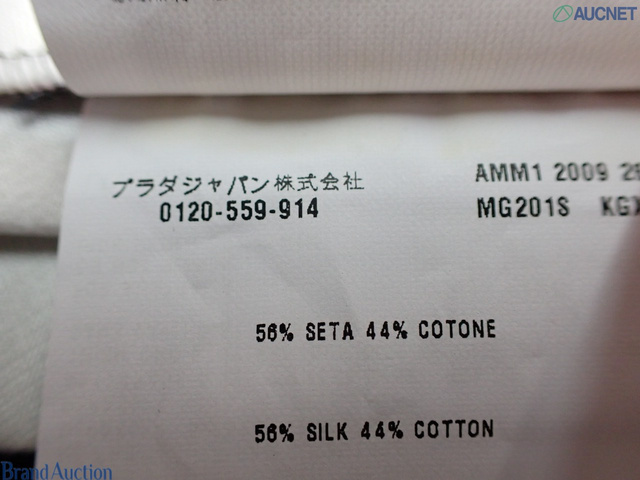 AUCNET
プラダジャパン株式会社
0120-559-914
AMM1 2009
MG201S
56% SETA 44% COTONE
56% SILK 44% COTTON
BrandAuction